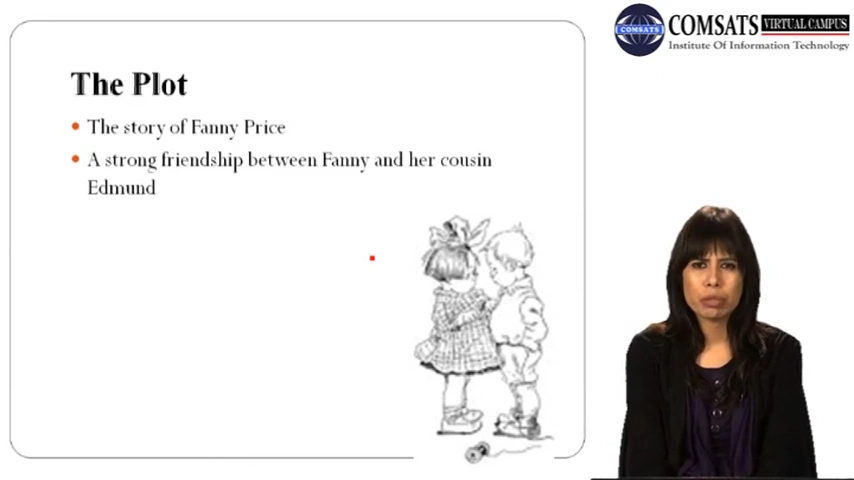 The Plot
The story of Fanny Price
A strong friendship between Fanny and her cousin
Edmund
COMSATS
COMSATS VIRTUAL CAMPUS
Institute Of Information Technology